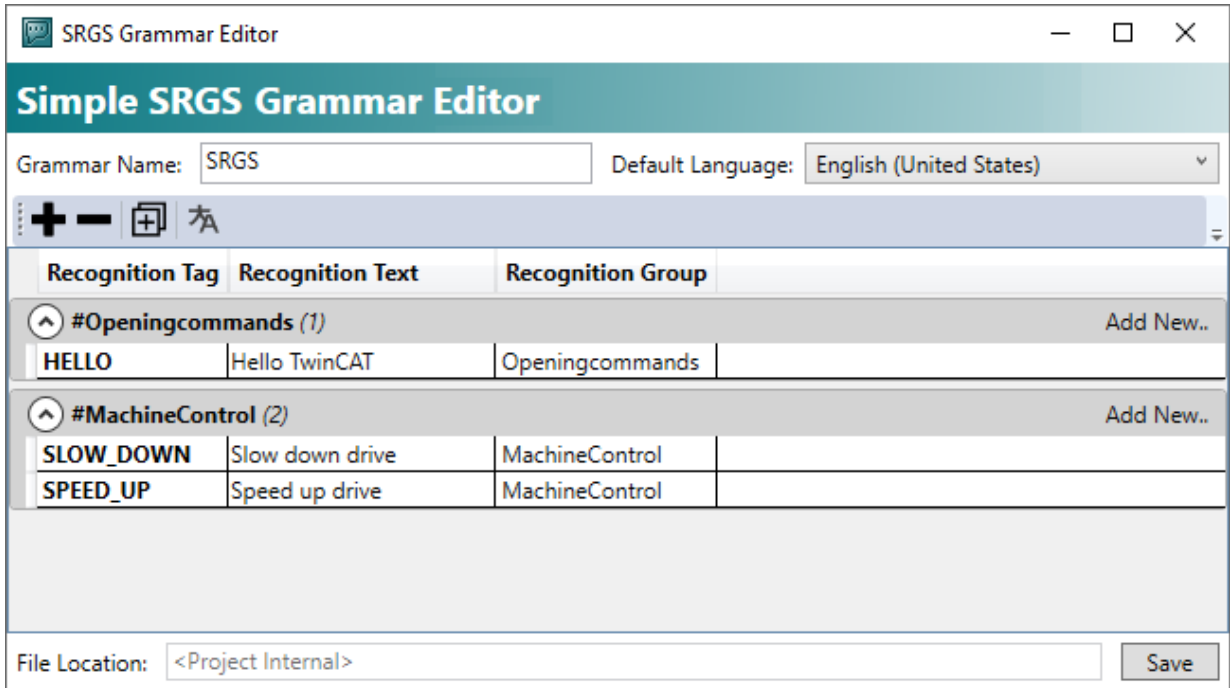 SRGS Grammar Editor
Simple SRGS Grammar Editor
Grammar Name: SRGS Default Language: English (United States)
Recognition Tag Recognition Text Recognition Group
#Openingcommands (1) Add New..
HELLO Hello TwinCAT Openingcommands
#MachineControl (2) Add New..
SLOW_DOWN Slow down drive MachineControl
SPEED_UP Speed up drive MachineControl
File Location: <Project Internal> Save